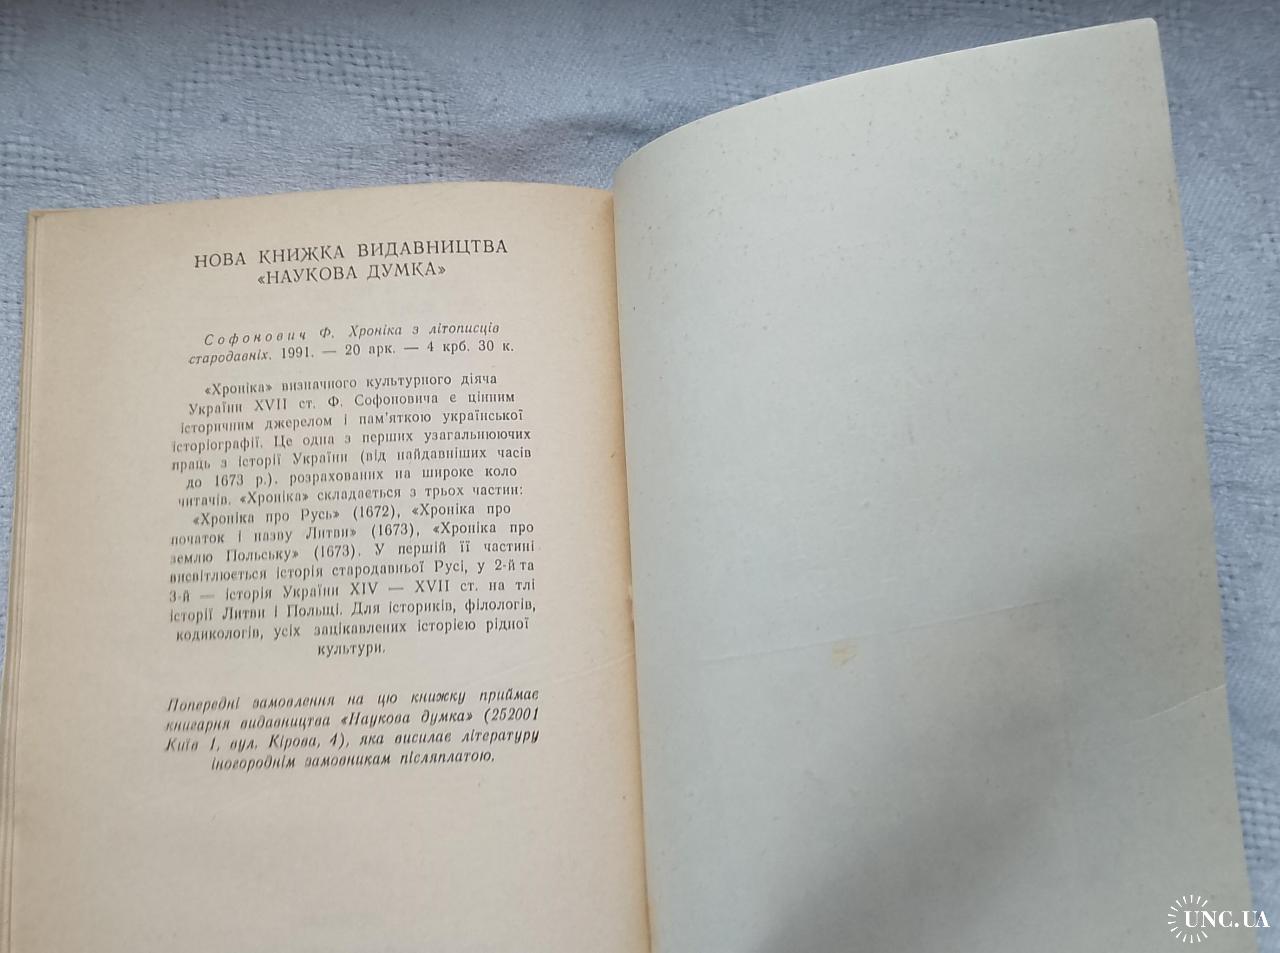 НОВА КНИЖКА ВИДАВНИЦТВА
«НАУКОВА ДУМКА»
Софонович Ф. Хроніка з літописців
стародавніх. 1991. — 20 арк. — 4 крб. 30 к.
«Хроніка» визначного культурного діяча
України XVII ст. Ф. Софоновича є цінним
історичним джерелом і пам'яткою української
історіографії. Це одна з перших узагальнюючих
праць з історії України (від найдавніших часів
до 1673 р.). розрахованих на широке коло
читачів. «Хроніка» складається з трьох частин:
«Хроніка про Русь» (1672), «Хроніка про
початок і назву Литви» (1673), «Хроніка про
землю Польську» (1673). У першій її частині
висвітлюється історія стародавньої Русі, у 2-й та
3-й — історія України XIV — XVII ст. на тлі
історії Литви і Польщі. Для істориків, філологів,
кодикологів, усіх зацікавлених історією рідної
культури.
Попередні замовлення на цю книжку приймає
книгарня видавництва «Наукова думка» (252001
Київ 1, вул. Кірова, 4), яка висилає літературу
іногороднім замовникам післяплатою.
UNC.UA